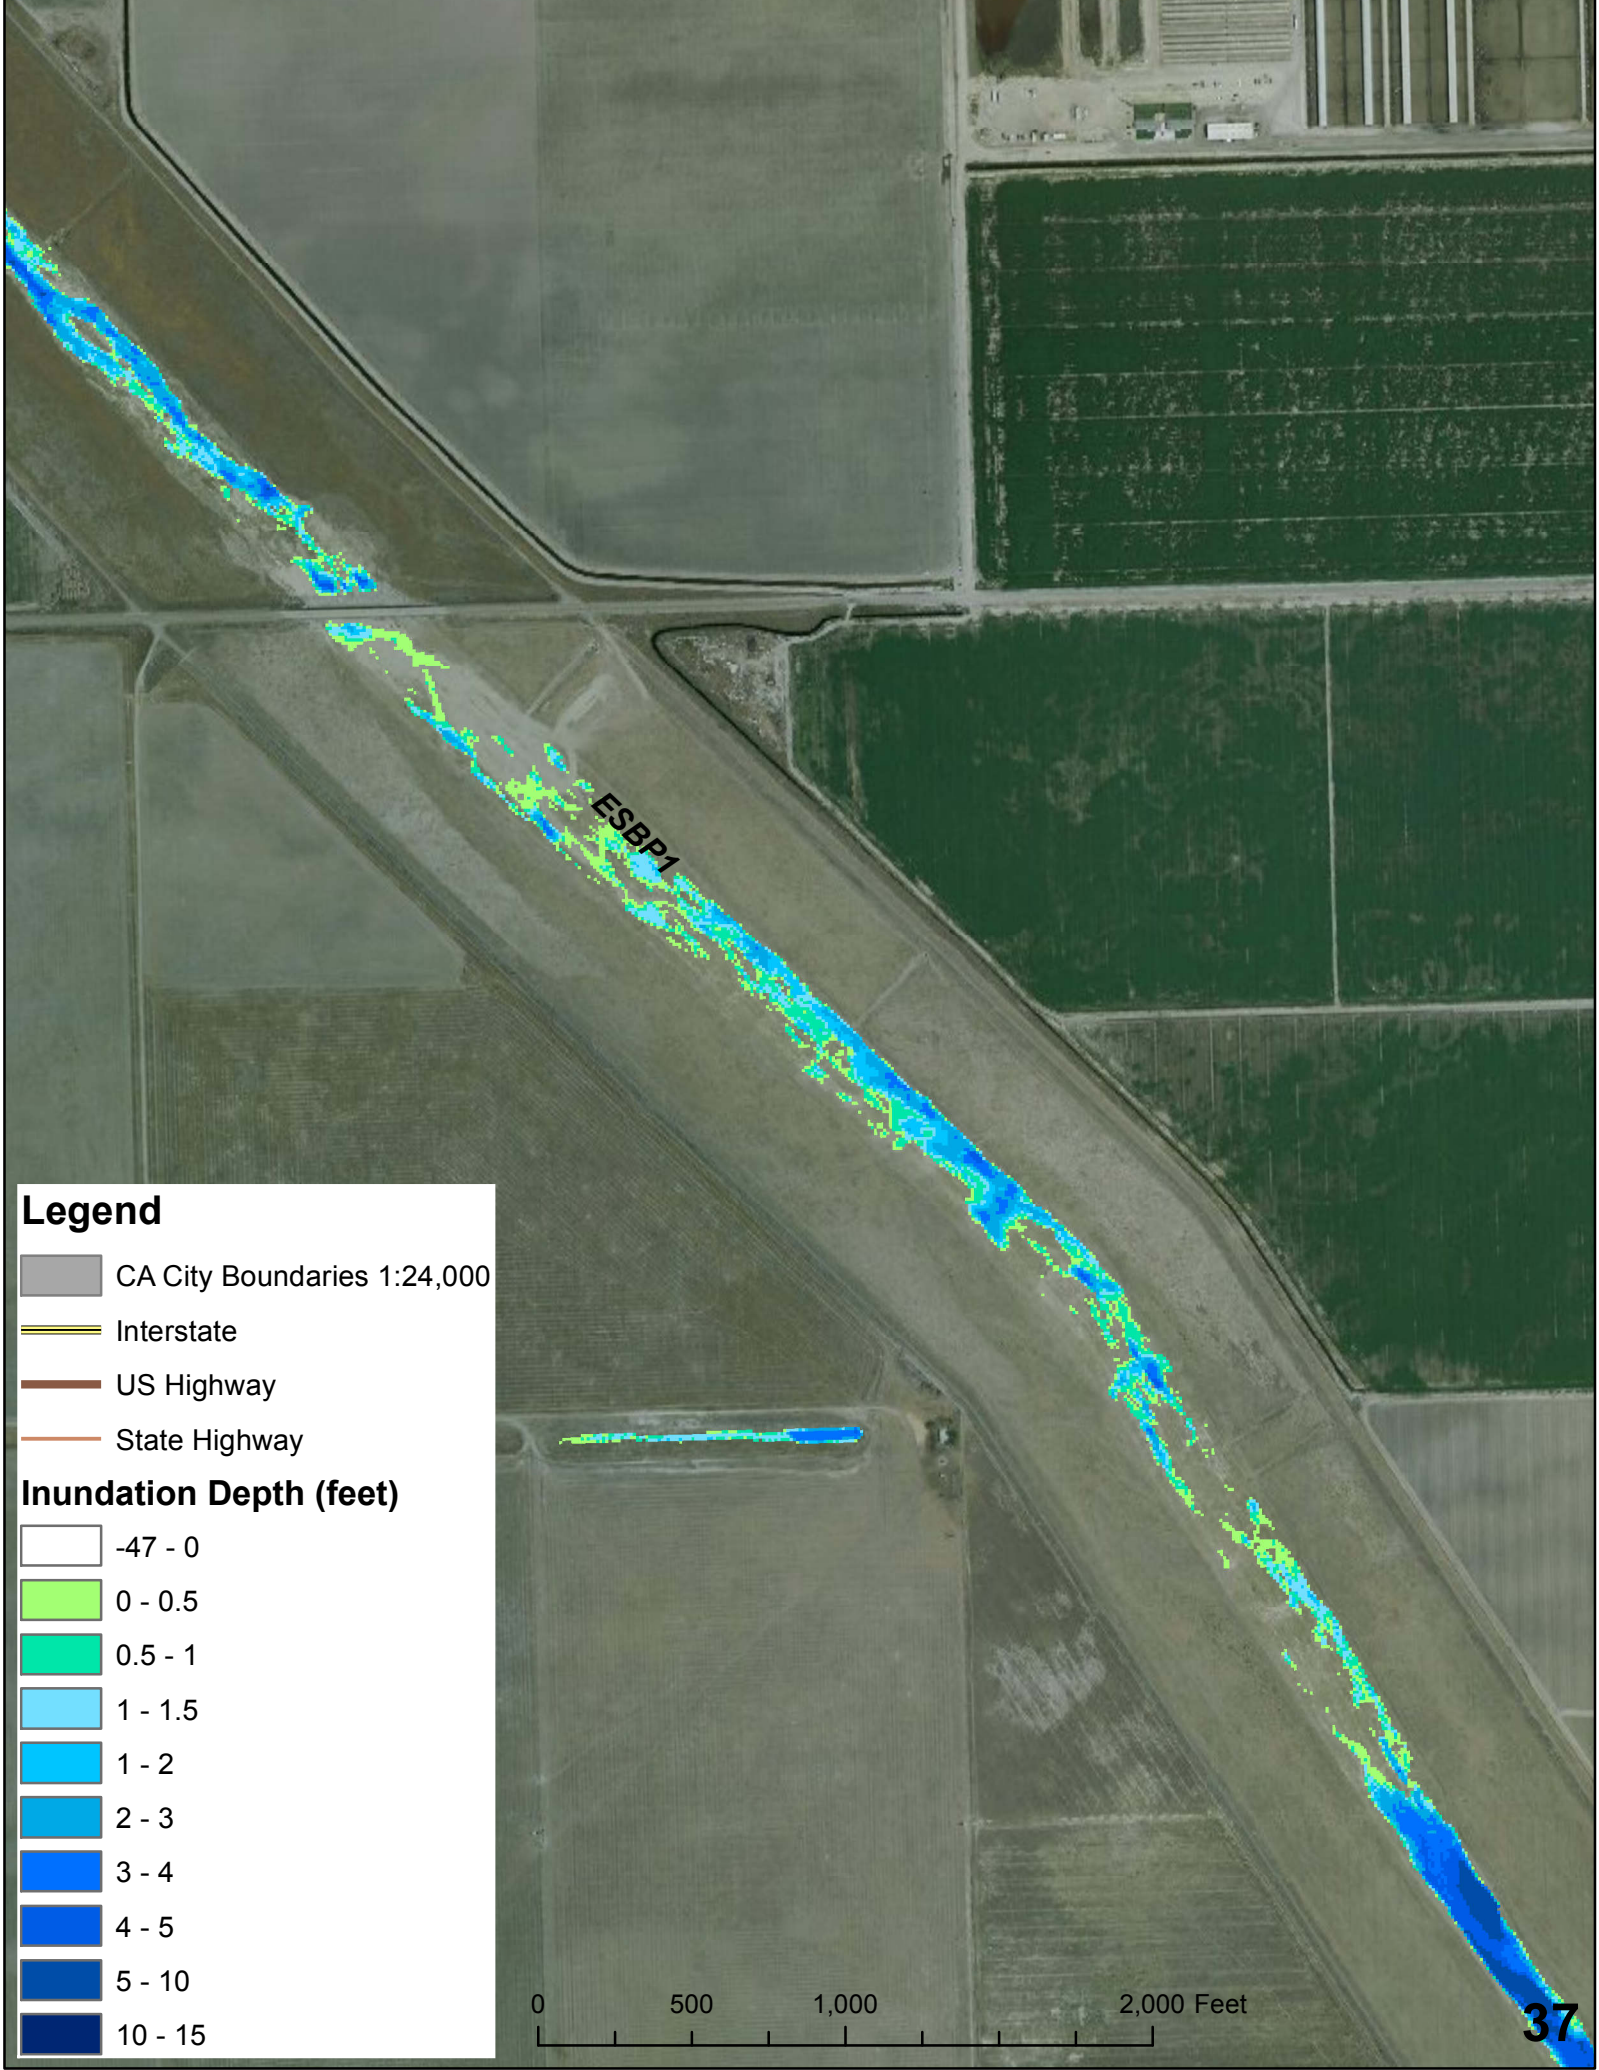 ESBP1
Legend
CA City Boundaries 1:24,000
Interstate
US Highway
State Highway
Inundation Depth (feet)
-47 - 0
0 - 0.5
0.5 - 1
1 - 1.5
1 - 2
2 - 3
3 - 4
4 - 5
5 - 10
10 - 15
0 500 1,000 2,000 Feet
37